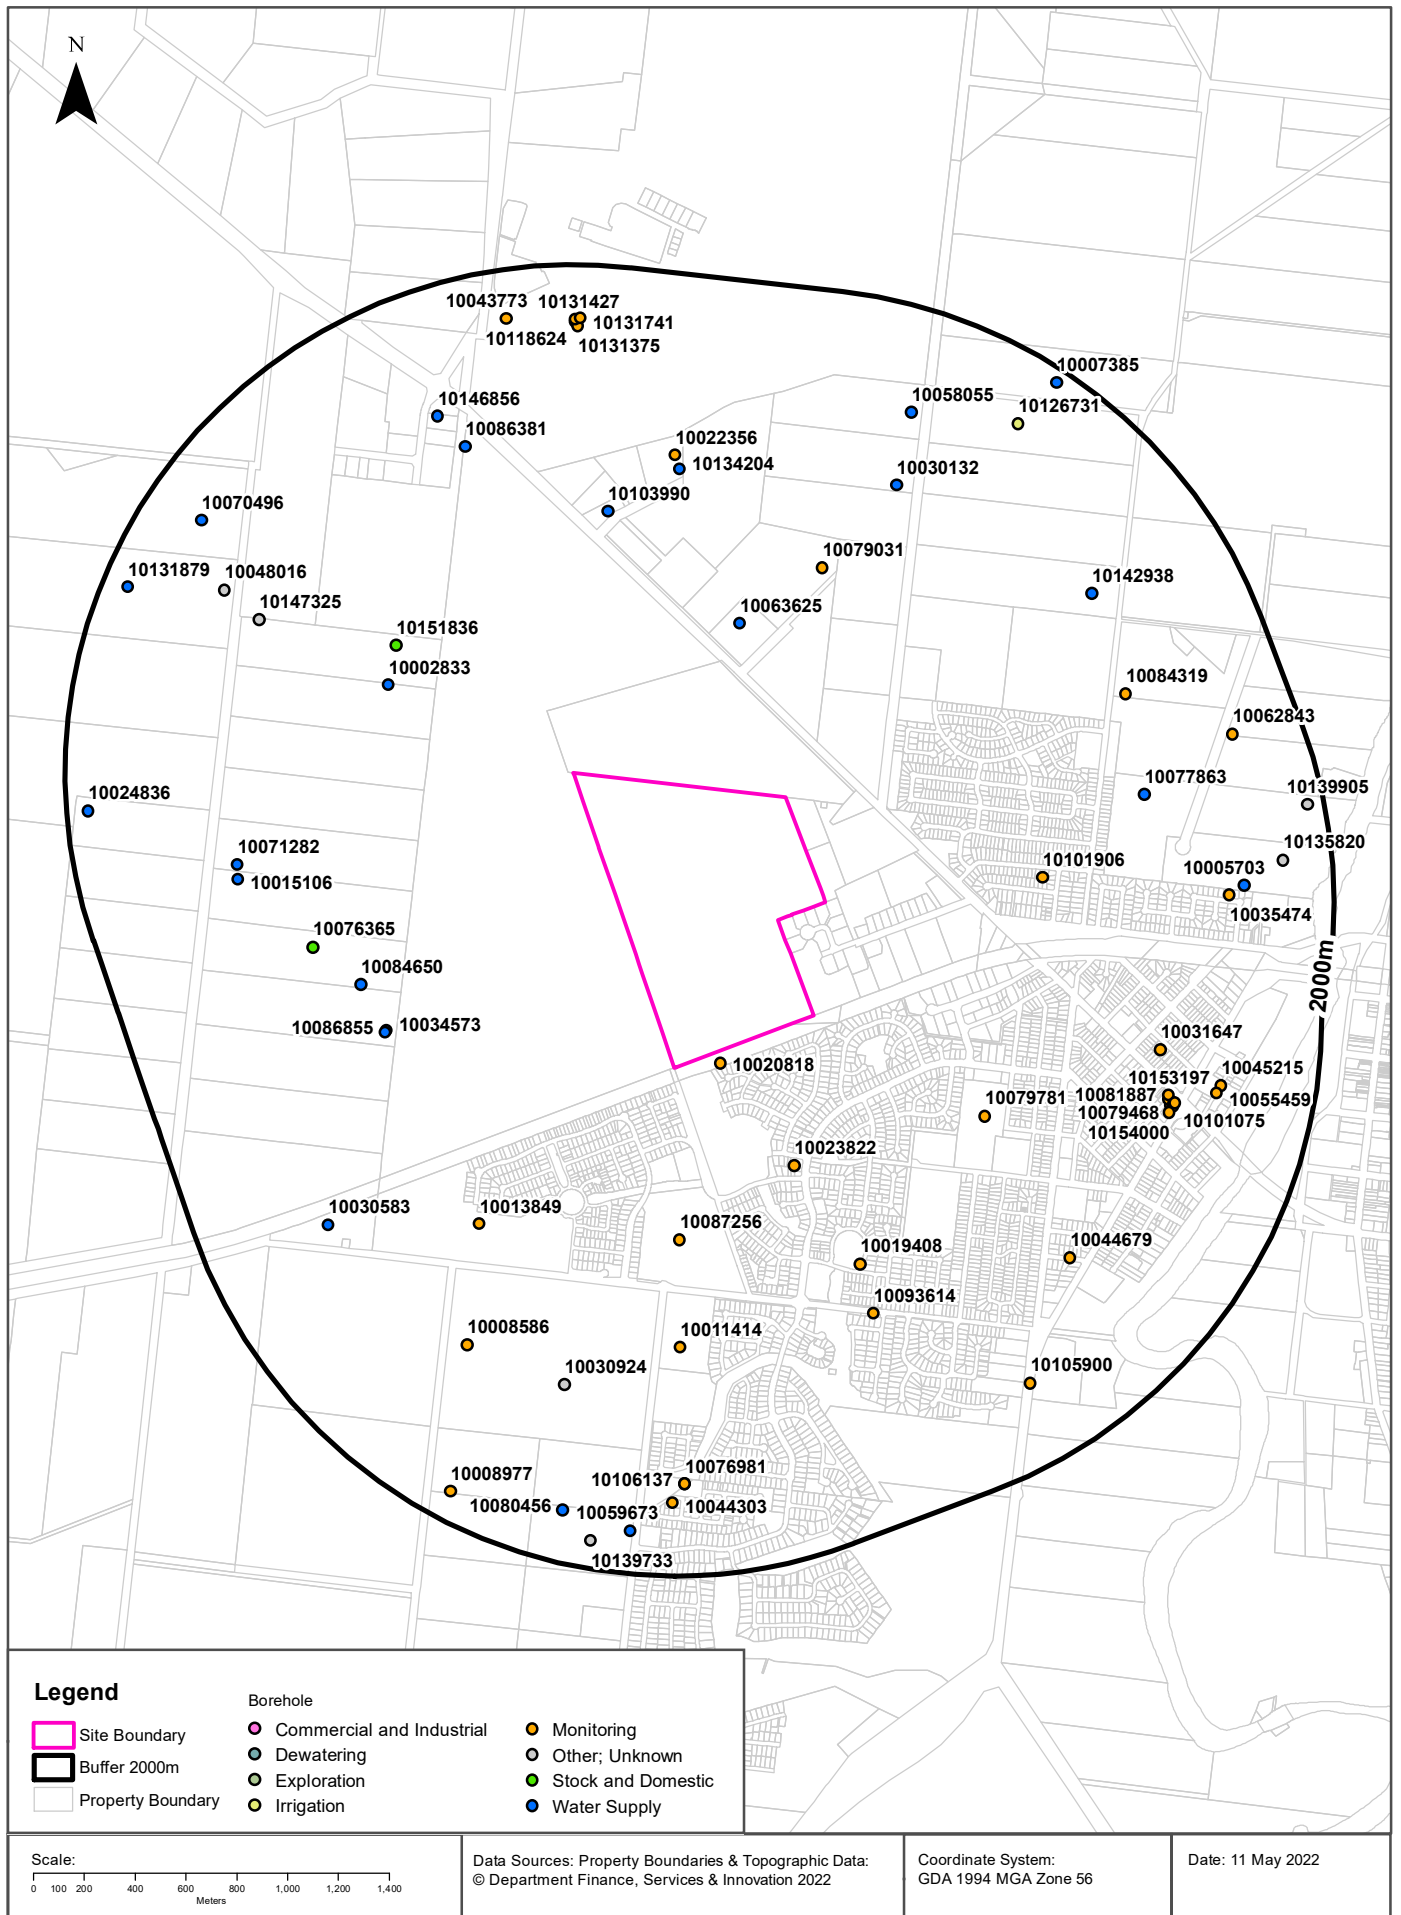 N
10043773
10131427
10131741
10118624
10131375
10007385
10146856
10058055
10126731
10086381
10022356
10134204
10030132
10103990
10070496
10079031
10131879
10048016
10142938
10147325
10063625
10151836
10002833
10084319
10062843
10024836
10077863
10139905
10071282
10015106
10101906
10135820
10005703
10035474
10076365
10084650
2000m
10086855
10034573
10031647
10020818
10153197
10045215
10079781
10081887
10055459
10079468
10101075
10154000
10023822
10030583
10013849
10087256
10019408
10044679
10093614
10008586
10011414
10030924
10105900
10008977
10106137
10076981
10080456
10059673
10044303
10139733
Legend
Site Boundary
Buffer 2000m
Property Boundary
Borehole
Commercial and Industrial
Dewatering
Exploration
Irrigation
Monitoring
Other; Unknown
Stock and Domestic
Water Supply
Scale:
0 100 200 400 600 800 1,000 1,200 1,400
Meters
Data Sources: Property Boundaries & Topographic Data:
© Department Finance, Services & Innovation 2022
Coordinate System:
GDA 1994 MGA Zone 56
Date: 11 May 2022